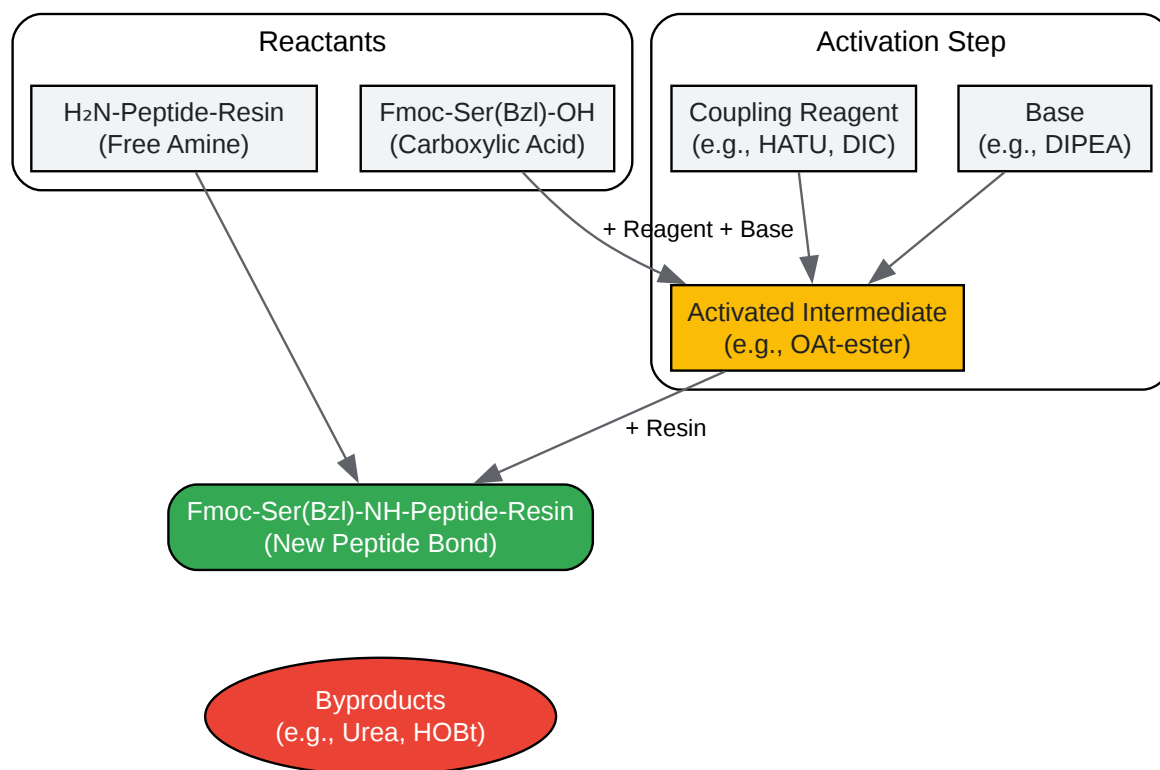 Reactants
Activation Step
H₂N-Peptide-Resin
(Free Amine)
Fmoc-Ser(Bzl)-OH
(Carboxylic Acid)
Coupling Reagent
(e.g., HATU, DIC)
Base
(e.g., DIPEA)
+ Reagent + Base
Activated Intermediate
(e.g., OAt-ester)
+ Resin
Fmoc-Ser(Bzl)-NH-Peptide-Resin
(New Peptide Bond)
Byproducts
(e.g., Urea, HOBt)